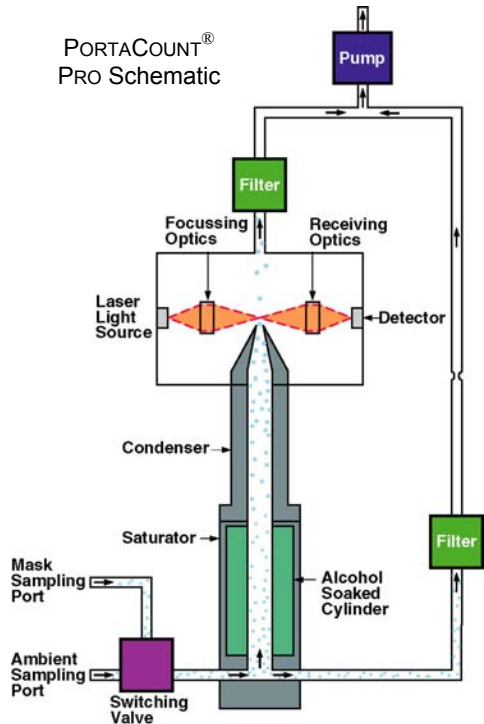 PORTACOUNT®
PRO Schematic
Pump
Filter
Focussing
Optics
Receiving
Optics
Laser
Light
Source
Detector
Condenser
Saturator
Filter
Mask
Sampling
Port
Alcohol
Soaked
Cylinder
Ambient
Sampling
Port
Switching
Valve